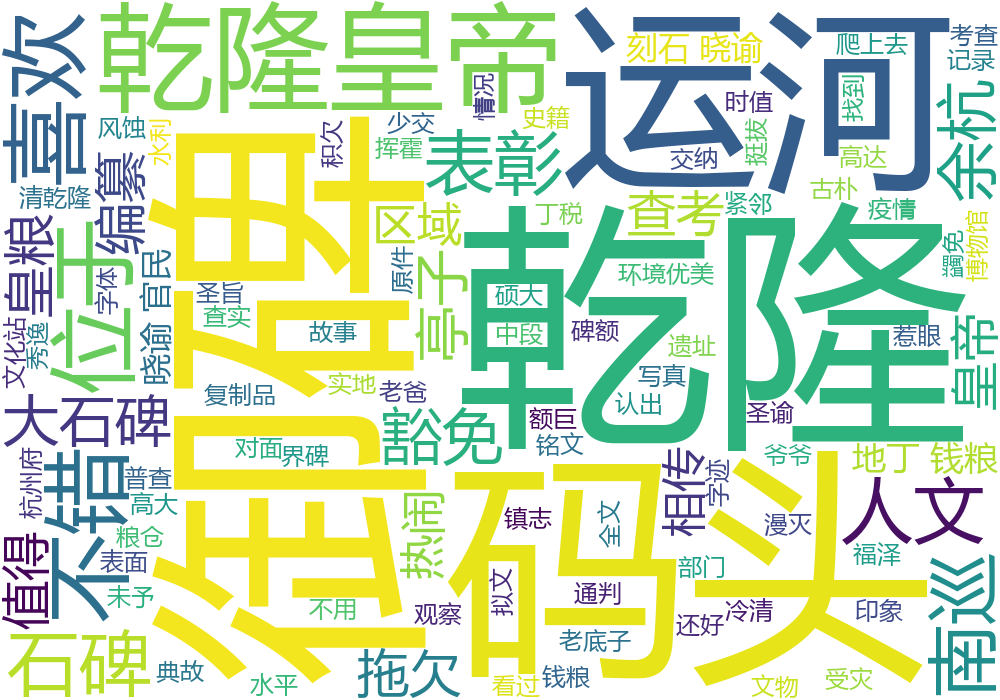 乾隆皇帝
运河
刻石 晓谕
爬上去
考查
记录
喜欢
风蚀
水利
清乾隆
御碑
积欠
情况
少交
挥霍
史籍
表彰
时值
挺拔
交纳
找到
高达
余杭
编纂
皇粮
位于
字体
官民
圣旨
查实
晓谕
文化站
秀逸
区域
原件
亭子
丁税
查考
紧邻
古朴
疫情
蠲免
博物馆
环境优美
乾隆
硕大
中段
碑额
遗址
惹眼
皇帝
故事
写真
认出
圣谕
复制品
实地
老爸
额巨
铭文
大石碑
豁免
对面
界碑
爷爷
地丁 钱粮
杭州府
不错
普查
高大
码头
相传
字迹
人文
值得
粮仓
表面
未予
热闹
镇志
全文
漫灭
福泽
不用
观察
拟文
通判
部门
还好
冷清
印象
南巡
石碑
典故
水平
拖欠
老底子
看过
钱粮
文物
受灾